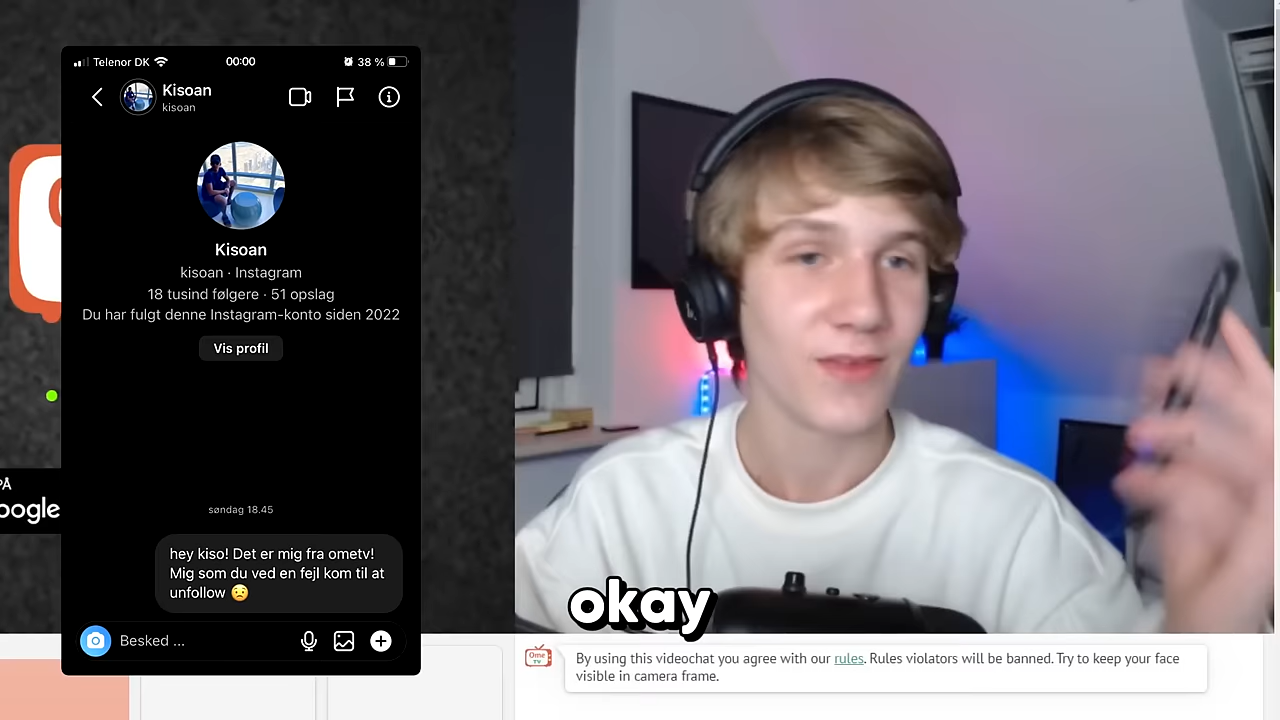 Telenor DK
00:00
38 %
Kisoan
kisoan
Kisoan
kisoan · Instagram
18 tusind følgere · 51 opslag
Du har fulgt denne Instagram-konto siden 2022
Vis profil
søndag 18.45
hey kiso! Det er mig fra ometv!
Mig som du ved en fejl kom til at
unfollow 😟
Besked ...
PÅ
oogle
okay
Ome
TV
By using this videochat you agree with our rules. Rules violators will be banned. Try to keep your face
visible in camera frame.